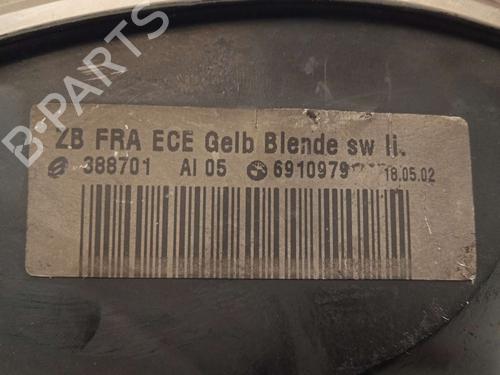 B-PARTS
ZB FRA ECE Gelb Blende sw li.
388701 AI 05 6910979 18.05.02